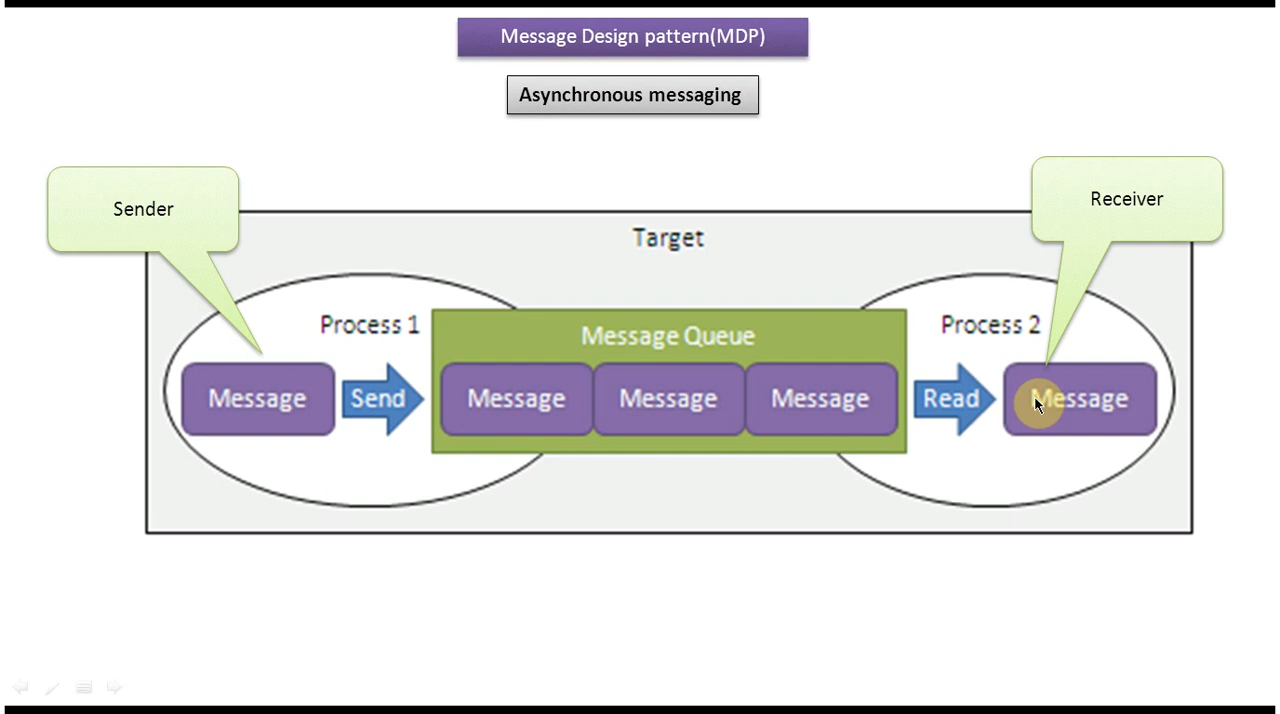 Message Design pattern(MDP)
Asynchronous messaging
Sender
Receiver
Target
Process 1
Process 2
Message Queue
Message
Send
Message
Message
Message
Read
Message